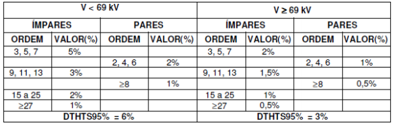 V < 69 kV V ≥ 69 kV
ÍMPARES PARES ÍMPARES PARES
ORDEM VALOR(%) ORDEM VALOR(%) ORDEM VALOR(%) ORDEM VALOR(%)
3, 5, 7 5% 3, 5, 7 2%
2, 4, 6 2% 2, 4, 6 1%
9, 11, 13 3% 9, 11, 13 1,5%
≥8 1% ≥8 0,5%
15 a 25 2% 15 a 25 1%
≥27 1% ≥27 0,5%
DTHTS95% = 6% DTHTS95% = 3%